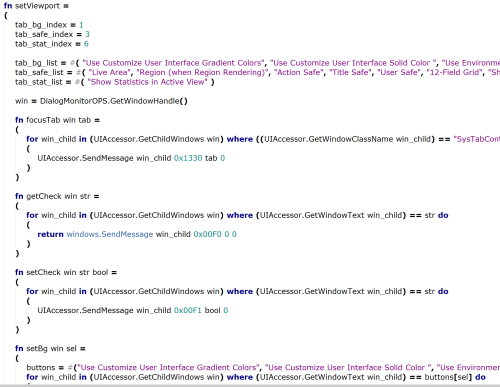 fn setViewport =
(
tab_bg_index = 1
tab_safe_index = 3
tab_stat_index = 6
tab_bg_list = #( "Use Customize User Interface Gradient Colors", "Use Customize User Interface Solid Color ", "Use Environme
tab_safe_list = #( "Live Area", "Region (when Region Rendering)", "Action Safe", "Title Safe", "User Safe", "12-Field Grid", "Sh
tab_stat_list = #( "Show Statistics in Active View" )
win = DialogMonitorOPS.GetWindowHandle()
fn focusTab win tab =
(
for win_child in (UIAccessor.GetChildWindows win) where ((UIAccessor.GetWindowClassName win_child) == "SysTabCont
(
UIAccessor.SendMessage win_child 0x1330 tab 0
)
)
fn getCheck win str =
(
for win_child in (UIAccessor.GetChildWindows win) where (UIAccessor.GetWindowText win_child) == str do
(
return windows.SendMessage win_child 0x00F0 0 0
)
)
fn setCheck win str bool =
(
for win_child in (UIAccessor.GetChildWindows win) where (UIAccessor.GetWindowText win_child) == str do
(
UIAccessor.SendMessage win_child 0x00F1 bool 0
)
)
fn setBg win sel =
(
buttons = #("Use Customize User Interface Gradient Colors", "Use Customize User Interface Solid Color ", "Use Environmer
for win_child in (UIAccessor.GetChildWindows win) where (UIAccessor.GetWindowText win_child) == buttons[sel] do